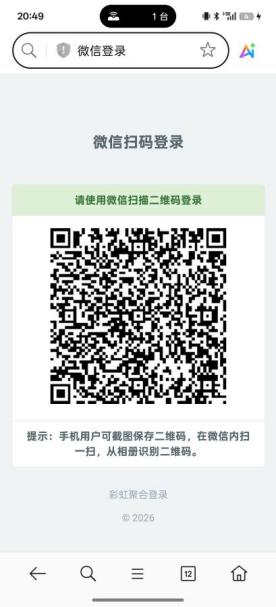 20:49
1 台
微信登录
微信扫码登录
请使用微信扫描二维码登录
提示：手机用户可截图保存二维码，在微信内扫
一扫，从相册识别二维码。
彩虹聚合登录
© 2026
12